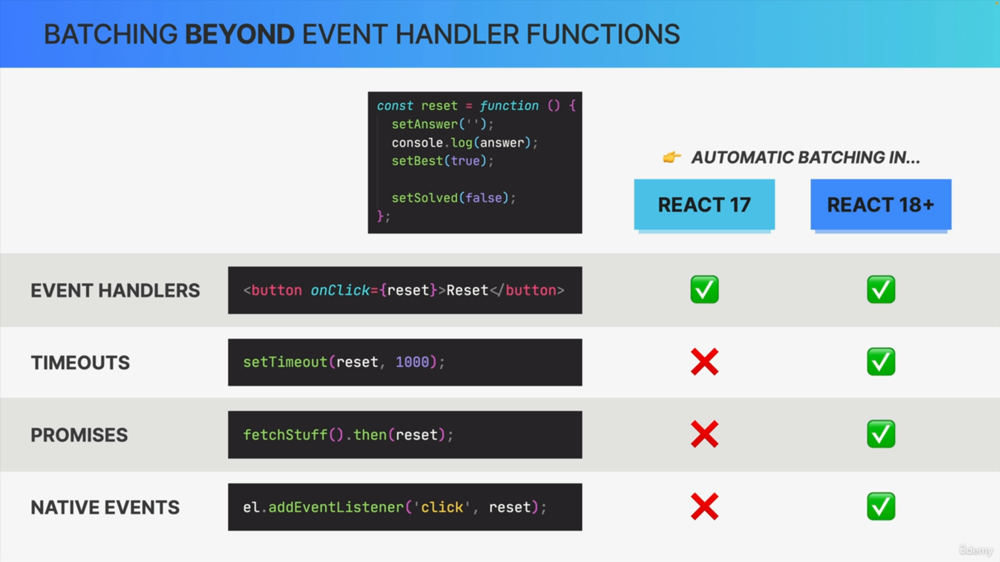 BATCHING BEYOND EVENT HANDLER FUNCTIONS
const reset = function () {
setAnswer('');
console.log(answer);
setBest(true);
setSolved(false);
};
👉 AUTOMATIC BATCHING IN...
REACT 17
REACT 18+
EVENT HANDLERS
<button onClick={reset}>Reset</button>
TIMEOUTS
setTimeout(reset, 1000);
PROMISES
fetchStuff().then(reset);
NATIVE EVENTS
el.addEventListener('click', reset);
ûdemy